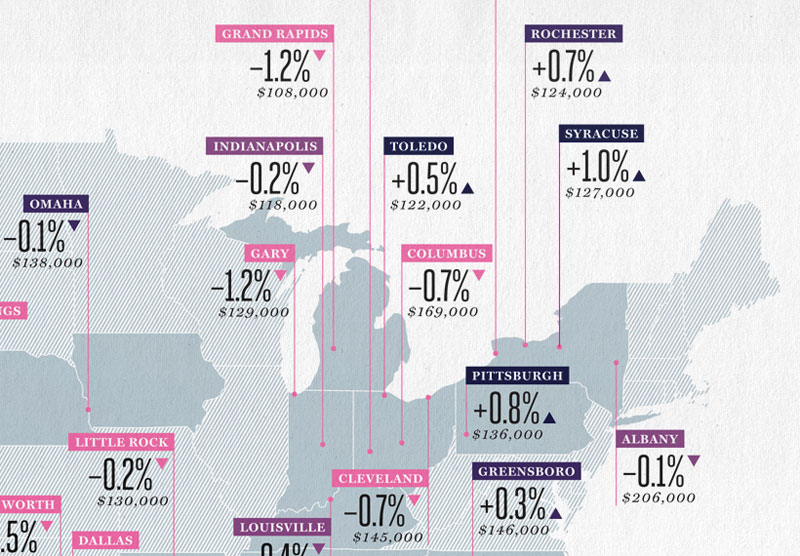 GRAND RAPIDS
–1.2%
$108,000
ROCHESTER
+0.7%
$124,000
SYRACUSE
+1.0%
$127,000
INDIANAPOLIS
–0.2%
$118,000
TOLEDO
+0.5%
$122,000
OMAHA
–0.1%
$138,000
GARY
–1.2%
$129,000
COLUMBUS
–0.7%
$169,000
GS
PITTSBURGH
+0.8%
$136,000
LITTLE ROCK
–0.2%
$130,000
ALBANY
–0.1%
$206,000
CLEVELAND
–0.7%
$145,000
GREENSBORO
+0.3%
$146,000
WORTH
.5%
DALLAS
LOUISVILLE